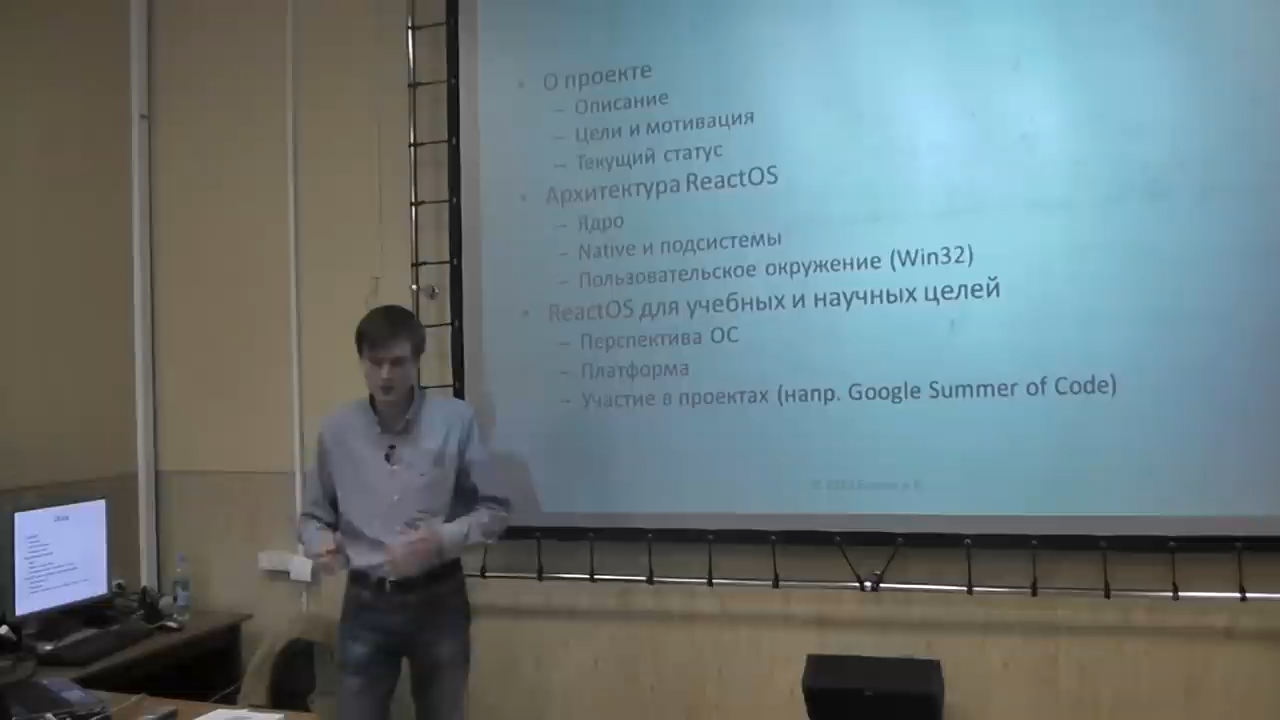 О проекте
Описание
Цели и мотивация
Текущий статус
Архитектура ReactOS
Ядро
Native и подсистемы
Пользовательское окружение (Win32)
ReactOS для учебных и научных целей
Перспектива ОС
Платформа
Участие в проектах (напр. Google Summer of Code)